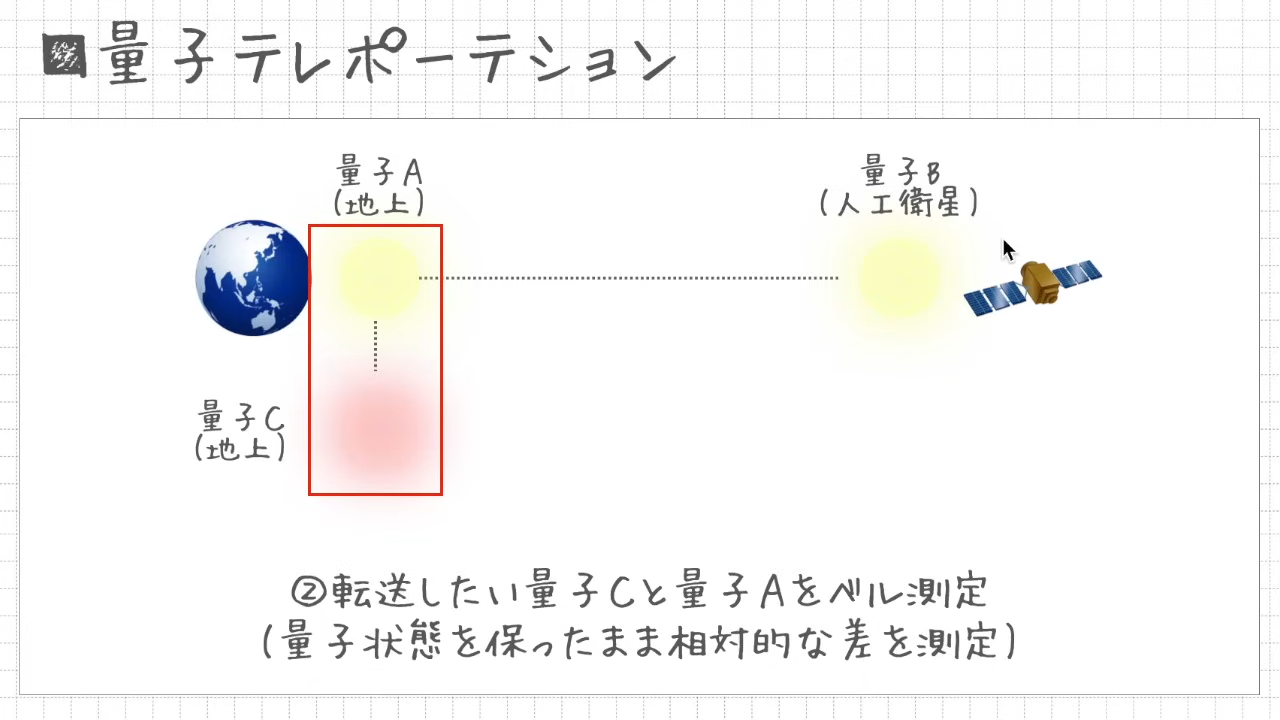 量子テレポーテーション
量子A
(地上)
量子B
(人工衛星)
量子C
(地上)
②転送したい量子Cと量子Aをベル測定
(量子状態を保ったまま相対的な差を測定)